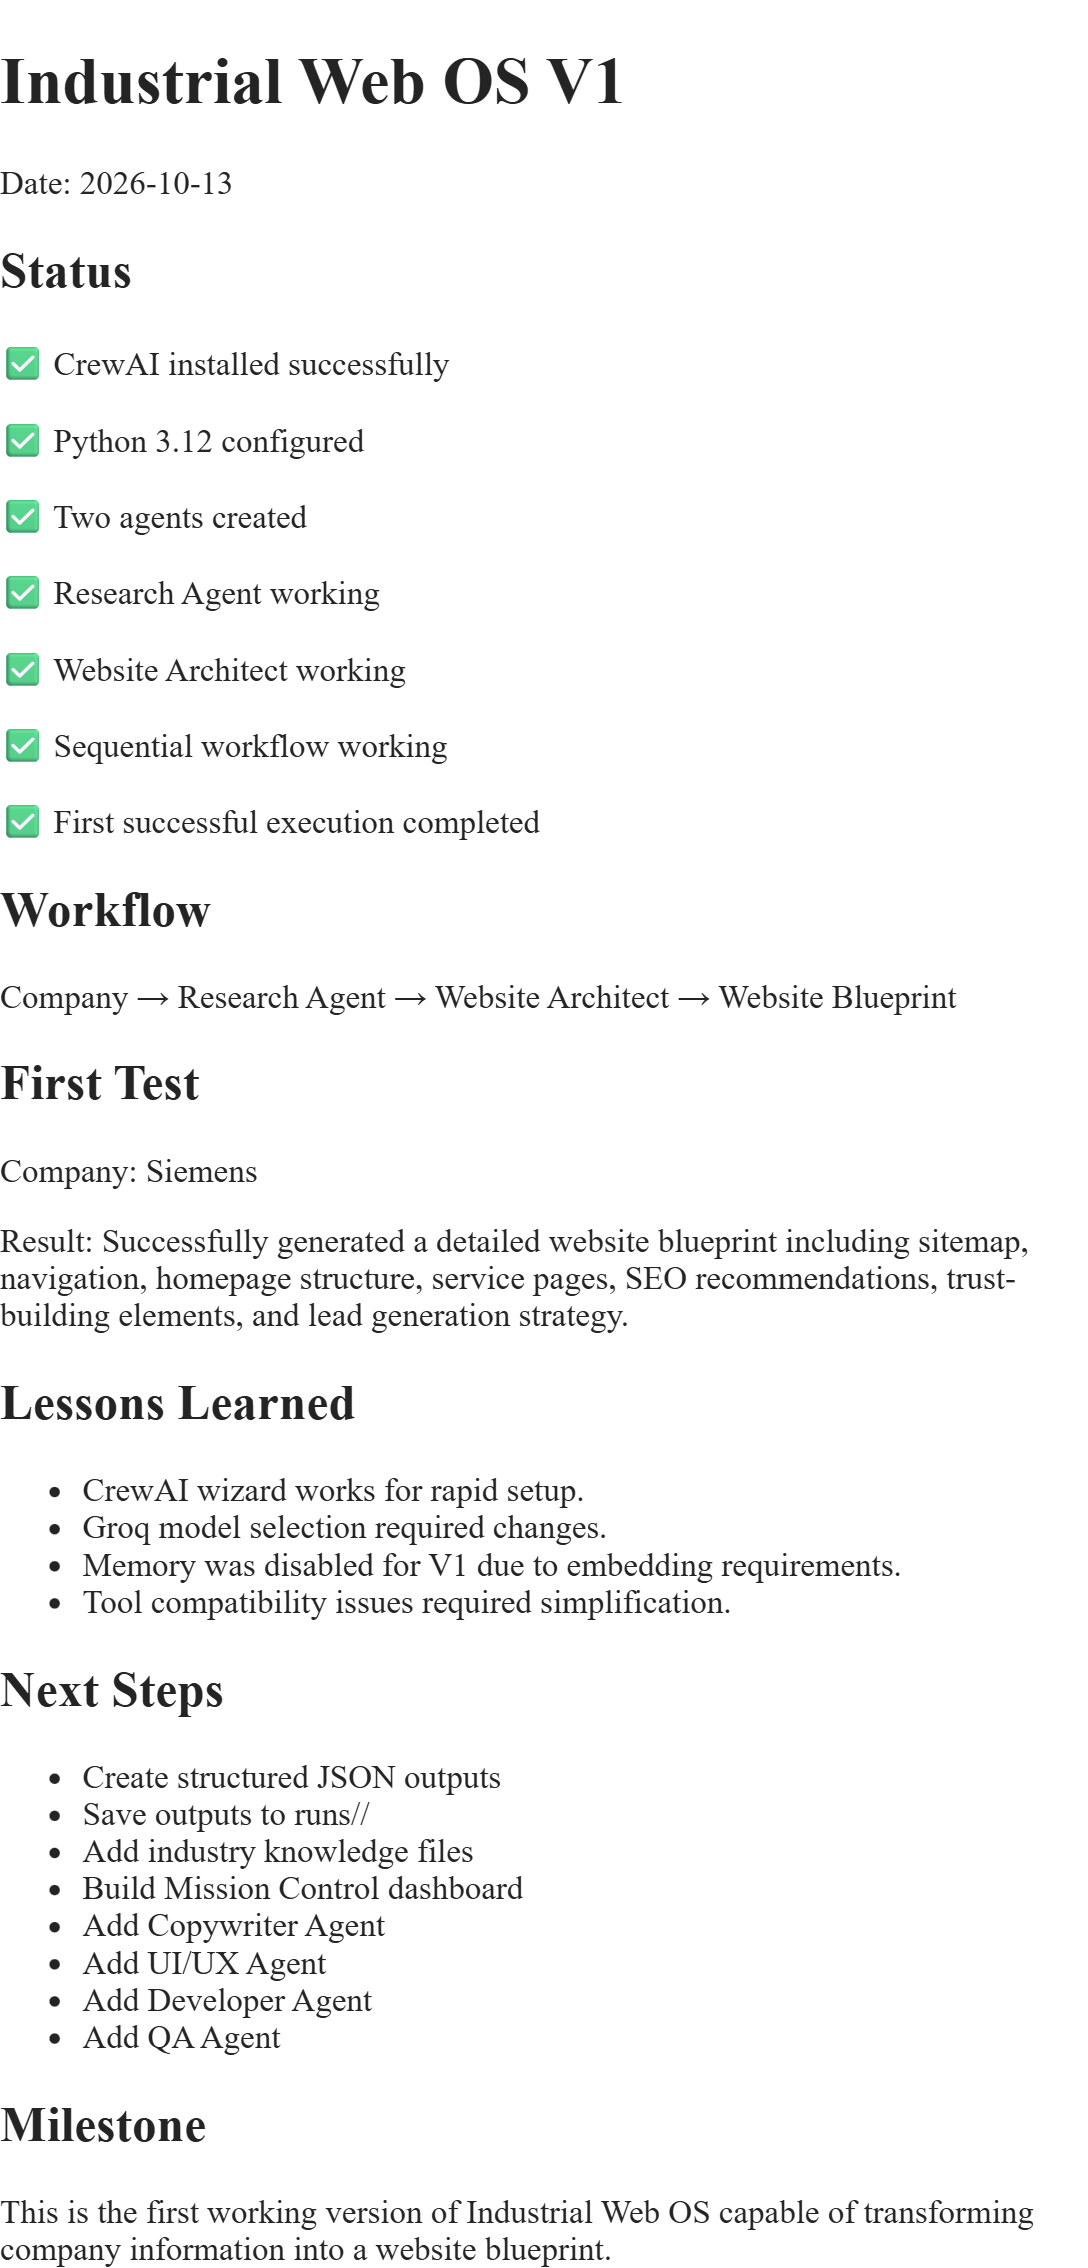 Industrial Web OS V1
Date: 2026-10-13
Status
✅ CrewAI installed successfully
✅ Python 3.12 configured
✅ Two agents created
✅ Research Agent working
✅ Website Architect working
✅ Sequential workflow working
✅ First successful execution completed
Workflow
Company → Research Agent → Website Architect → Website Blueprint
First Test
Company: Siemens
Result: Successfully generated a detailed website blueprint including sitemap,
navigation, homepage structure, service pages, SEO recommendations, trust-
building elements, and lead generation strategy.
Lessons Learned
• CrewAI wizard works for rapid setup.
• Groq model selection required changes.
• Memory was disabled for V1 due to embedding requirements.
• Tool compatibility issues required simplification.
Next Steps
• Create structured JSON outputs
• Save outputs to runs//
• Add industry knowledge files
• Build Mission Control dashboard
• Add Copywriter Agent
• Add UI/UX Agent
• Add Developer Agent
• Add QA Agent
Milestone
This is the first working version of Industrial Web OS capable of transforming
company information into a website blueprint.